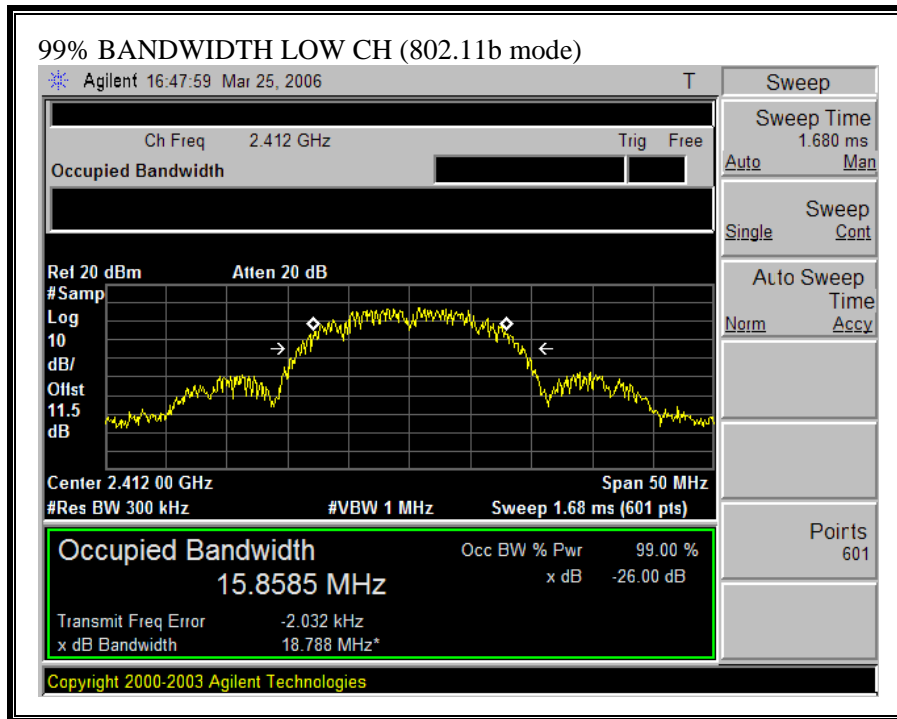 99% BANDWIDTH LOW CH (802.11b mode)
Agilent 16:47:59 Mar 25, 2006 T
Sweep
Ch Freq 2.412 GHz Trig Free
Occupied Bandwidth
Sweep Time
1.680 ms
Auto Man
Sweep
Single Cont
Auto Sweep
Time
Norm Accy
Points
601
Ref 20 dBm Atten 20 dB
#Samp
Log
10
dB/
Offst
11.5
dB
Center 2.412 00 GHz Span 50 MHz
#Res BW 300 kHz #VBW 1 MHz Sweep 1.68 ms (601 pts)
Occupied Bandwidth
15.8585 MHz
Occ BW % Pwr 99.00 %
x dB -26.00 dB
Transmit Freq Error -2.032 kHz
x dB Bandwidth 18.788 MHz*
Copyright 2000-2003 Agilent Technologies